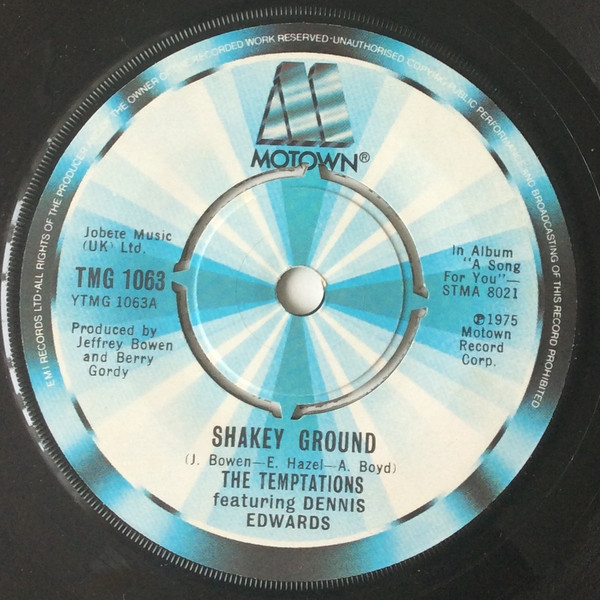 EMI RECORDS LTD·ALL RIGHTS OF THE PRODUCER AND THE OWNER OF THE RECORDED WORK RESERVED·UNAUTHORISED COPYING PUBLIC PERFORMANCE AND BROADCASTING OF THIS RECORD PROHIBITED
MOTOWN®
Jobete Music
(UK) Ltd.
TMG 1063
YTMG 1063A
Produced by
Jeffrey Bowen
and Berry
Gordy
In Album
"A Song
For You"—
STMA 8021
℗1975
Motown
Record
Corp.
SHAKEY GROUND
(J. Bowen—E. Hazel—A. Boyd)
THE TEMPTATIONS
featuring DENNIS
EDWARDS